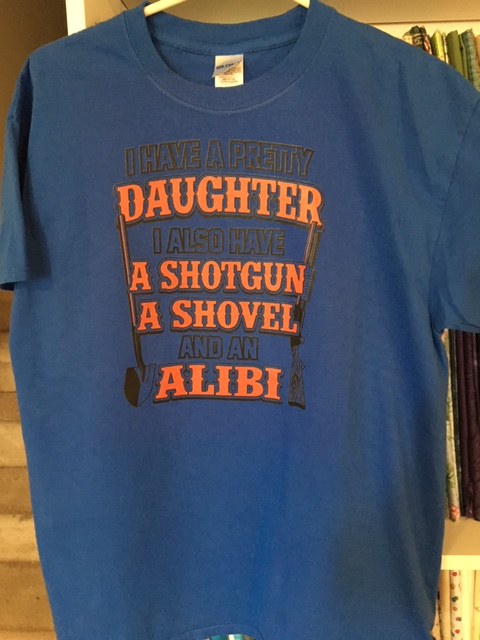 I HAVE A PRETTY
DAUGHTER
I ALSO HAVE
A SHOTGUN
A SHOVEL
AND AN
ALIBI